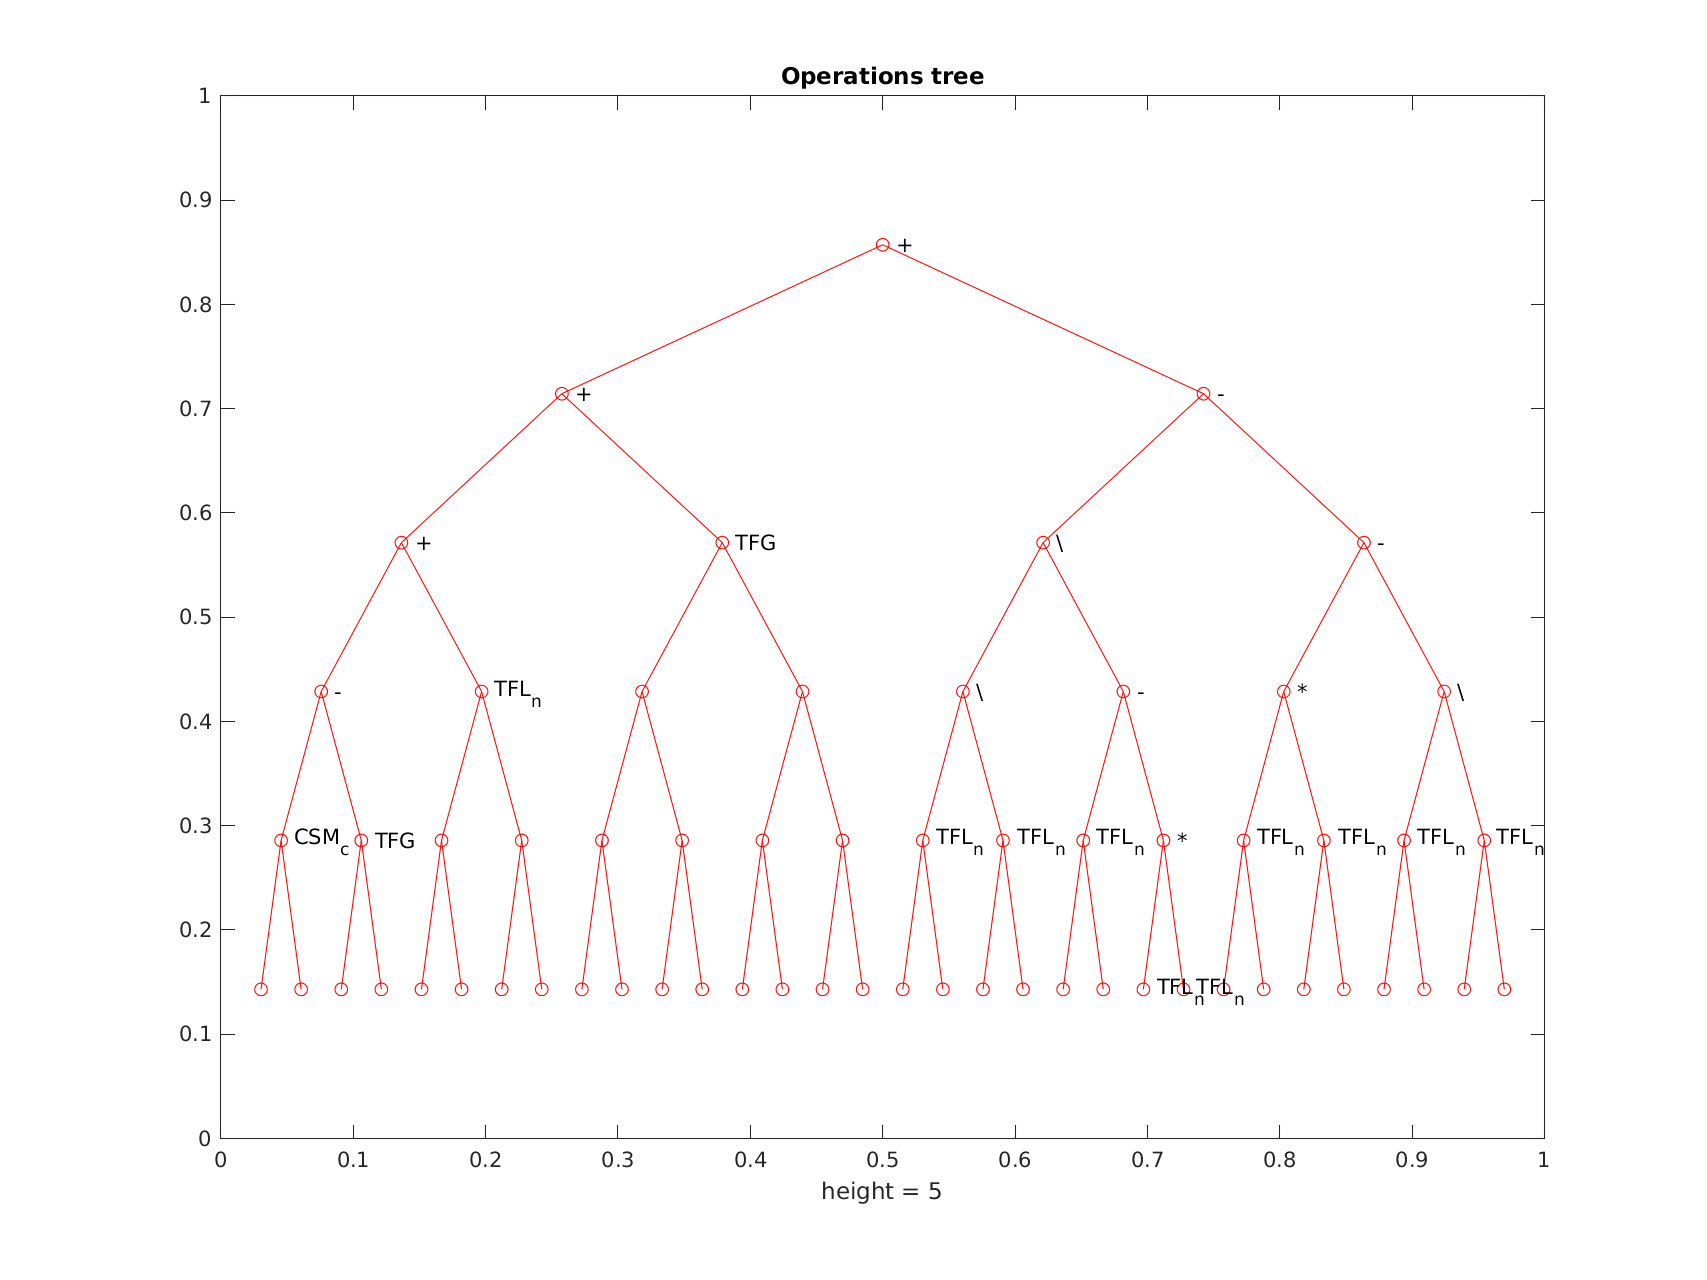 Operations tree
1
0.9
+
0.8
0.7
+ -
0.6
+ TFG \ -
0.5
- TFL_n \ - * \
0.4
0.3
CSM_c TFG TFL_n TFL_n TFL_n * TFL_n TFL_n TFL_n TFL_n
0.2
TFL_n TFL_n
0.1
0
0 0.1 0.2 0.3 0.4 0.5 0.6 0.7 0.8 0.9 1
height = 5